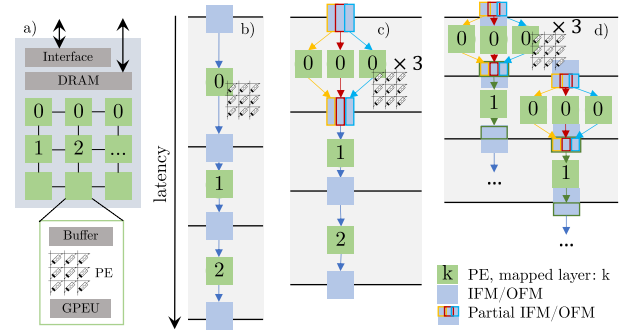 a)
Interface
DRAM
0 0 0
1 2 ...
Buffer
PE
GPEU
latency
b)
0
1
2
c)
0 0 0
× 3
1
2
d)
× 3
0 0 0
1
...
0 0 0
1
...
k PE, mapped layer: k
IFM/OFM
Partial IFM/OFM